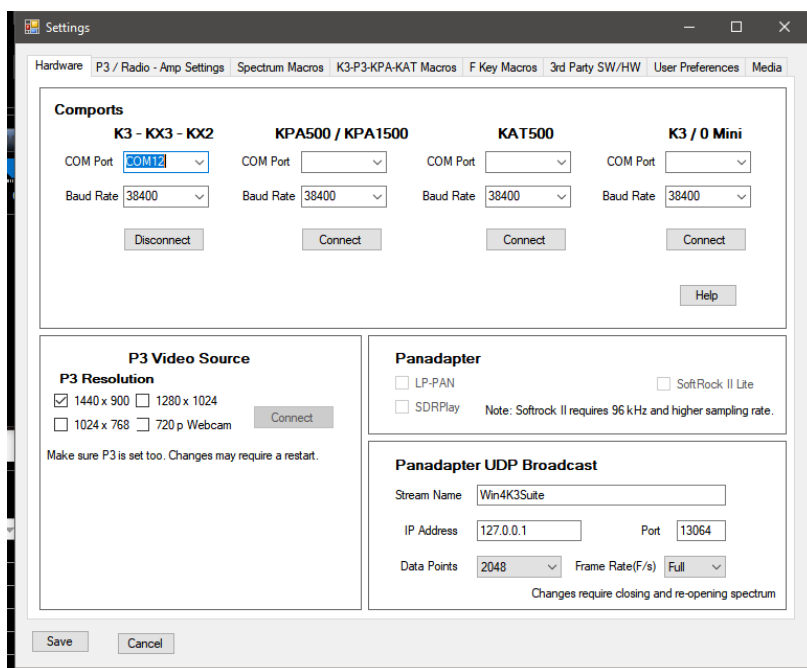 Settings
Hardware P3 / Radio - Amp Settings Spectrum Macros K3-P3-KPA-KAT Macros F Key Macros 3rd Party SW/HW User Preferences Media
Comports
K3 - KX3 - KX2 KPA500 / KPA1500 KAT500 K3 / 0 Mini
COM Port COM12 COM Port COM Port COM Port
Baud Rate 38400 Baud Rate 38400 Baud Rate 38400 Baud Rate 38400
Disconnect Connect Connect Connect
Help
P3 Video Source
P3 Resolution
1440 x 900 1280 x 1024
1024 x 768 720 p Webcam
Connect
Make sure P3 is set too. Changes may require a restart.
Panadapter
LP-PAN SoftRock II Lite
SDRPlay Note: Softrock II requires 96 kHz and higher sampling rate.
Panadapter UDP Broadcast
Stream Name Win4K3Suite
IP Address 127.0.0.1 Port 13064
Data Points 2048 Frame Rate(F/s) Full
Changes require closing and re-opening spectrum
Save Cancel